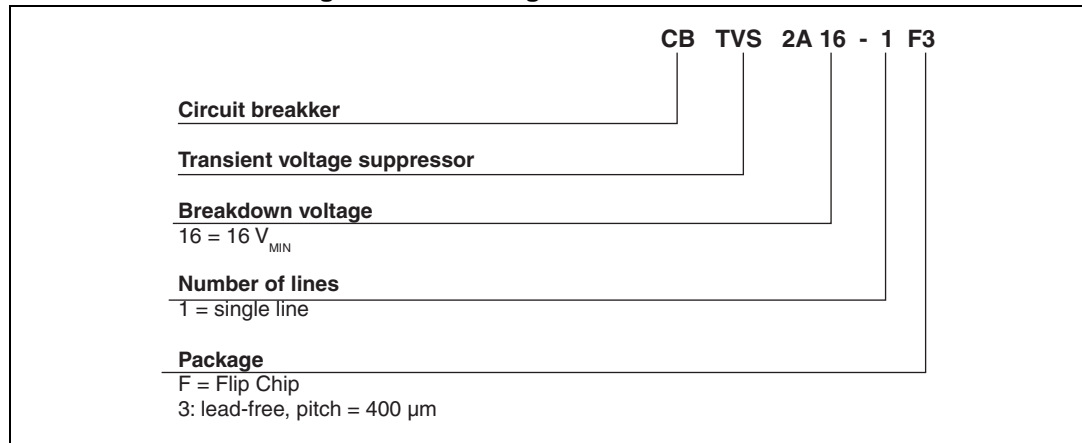 CB TVS 2A 16 - 1 F3
Circuit breakker
Transient voltage suppressor
Breakdown voltage
16 = 16 VMIN
Number of lines
1 = single line
Package
F = Flip Chip
3: lead-free, pitch = 400 µm